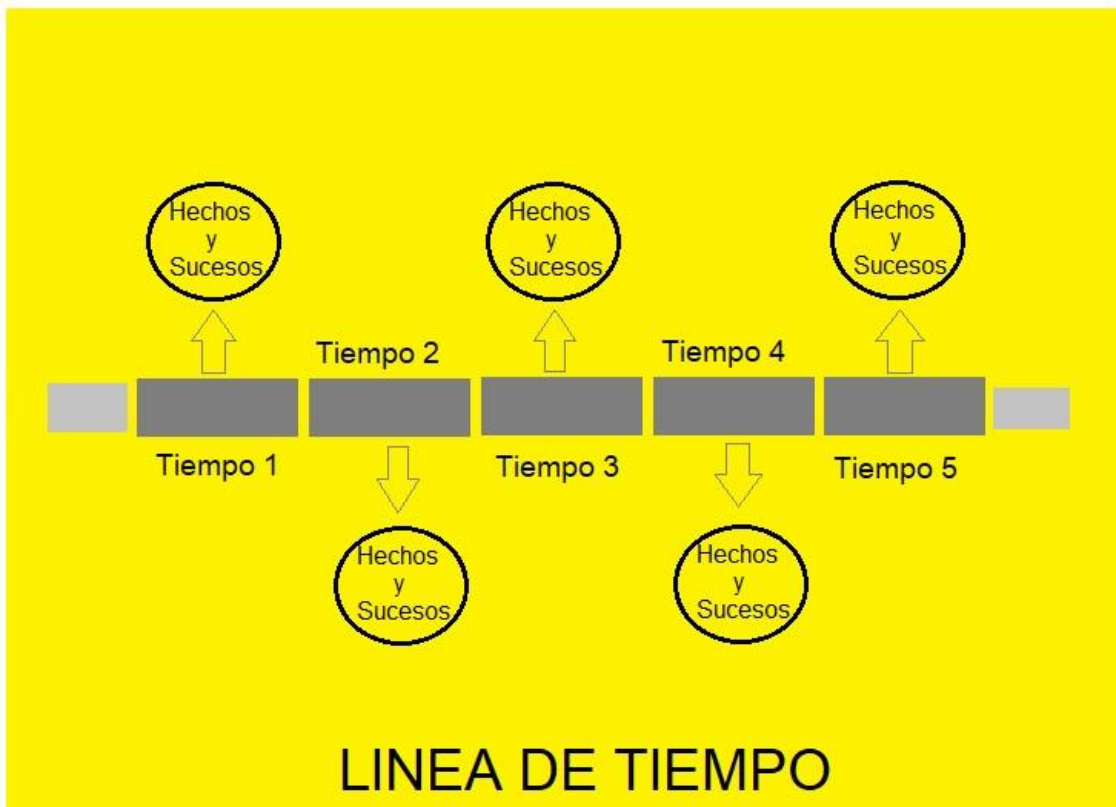 Hechos
y
Sucesos
Hechos
y
Sucesos
Hechos
y
Sucesos
Tiempo 2
Tiempo 4
Tiempo 1
Tiempo 3
Tiempo 5
Hechos
y
Sucesos
Hechos
y
Sucesos
LINEA DE TIEMPO